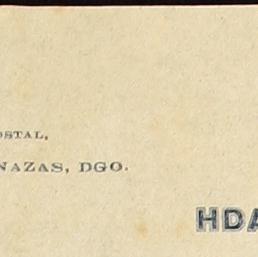 OSTAL,
NAZAS, DGO.
HDA